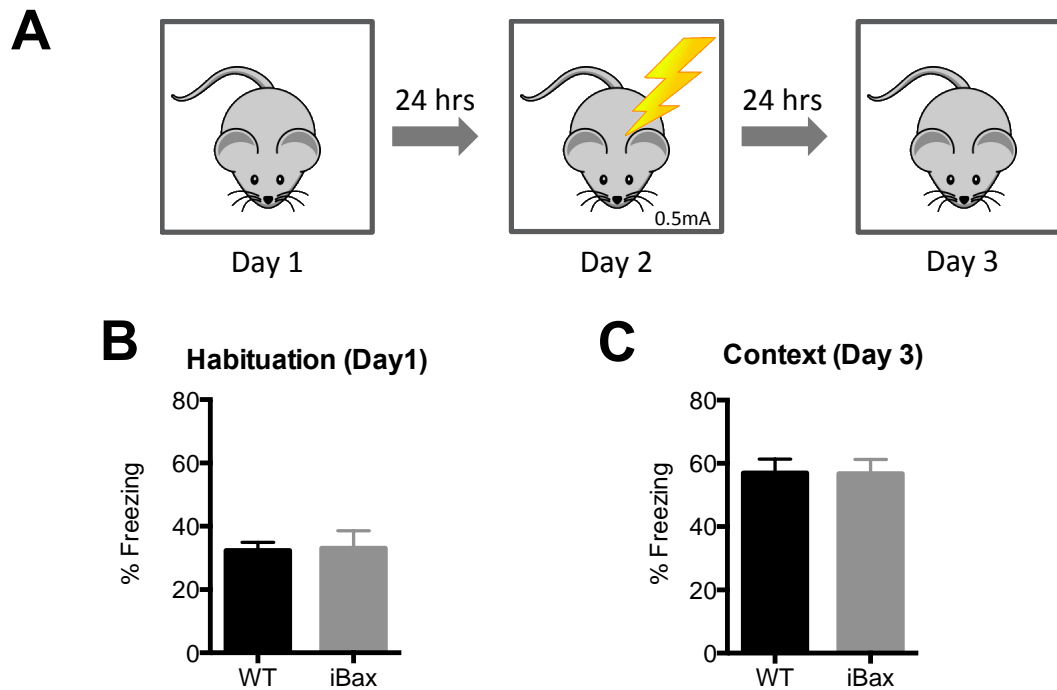 A
24 hrs
24 hrs
0.5mA
Day 1
Day 2
Day 3
B
Habituation (Day1)
% Freezing
80
60
40
20
0
WT
iBax
C
Context (Day 3)
% Freezing
80
60
40
20
0
WT
iBax